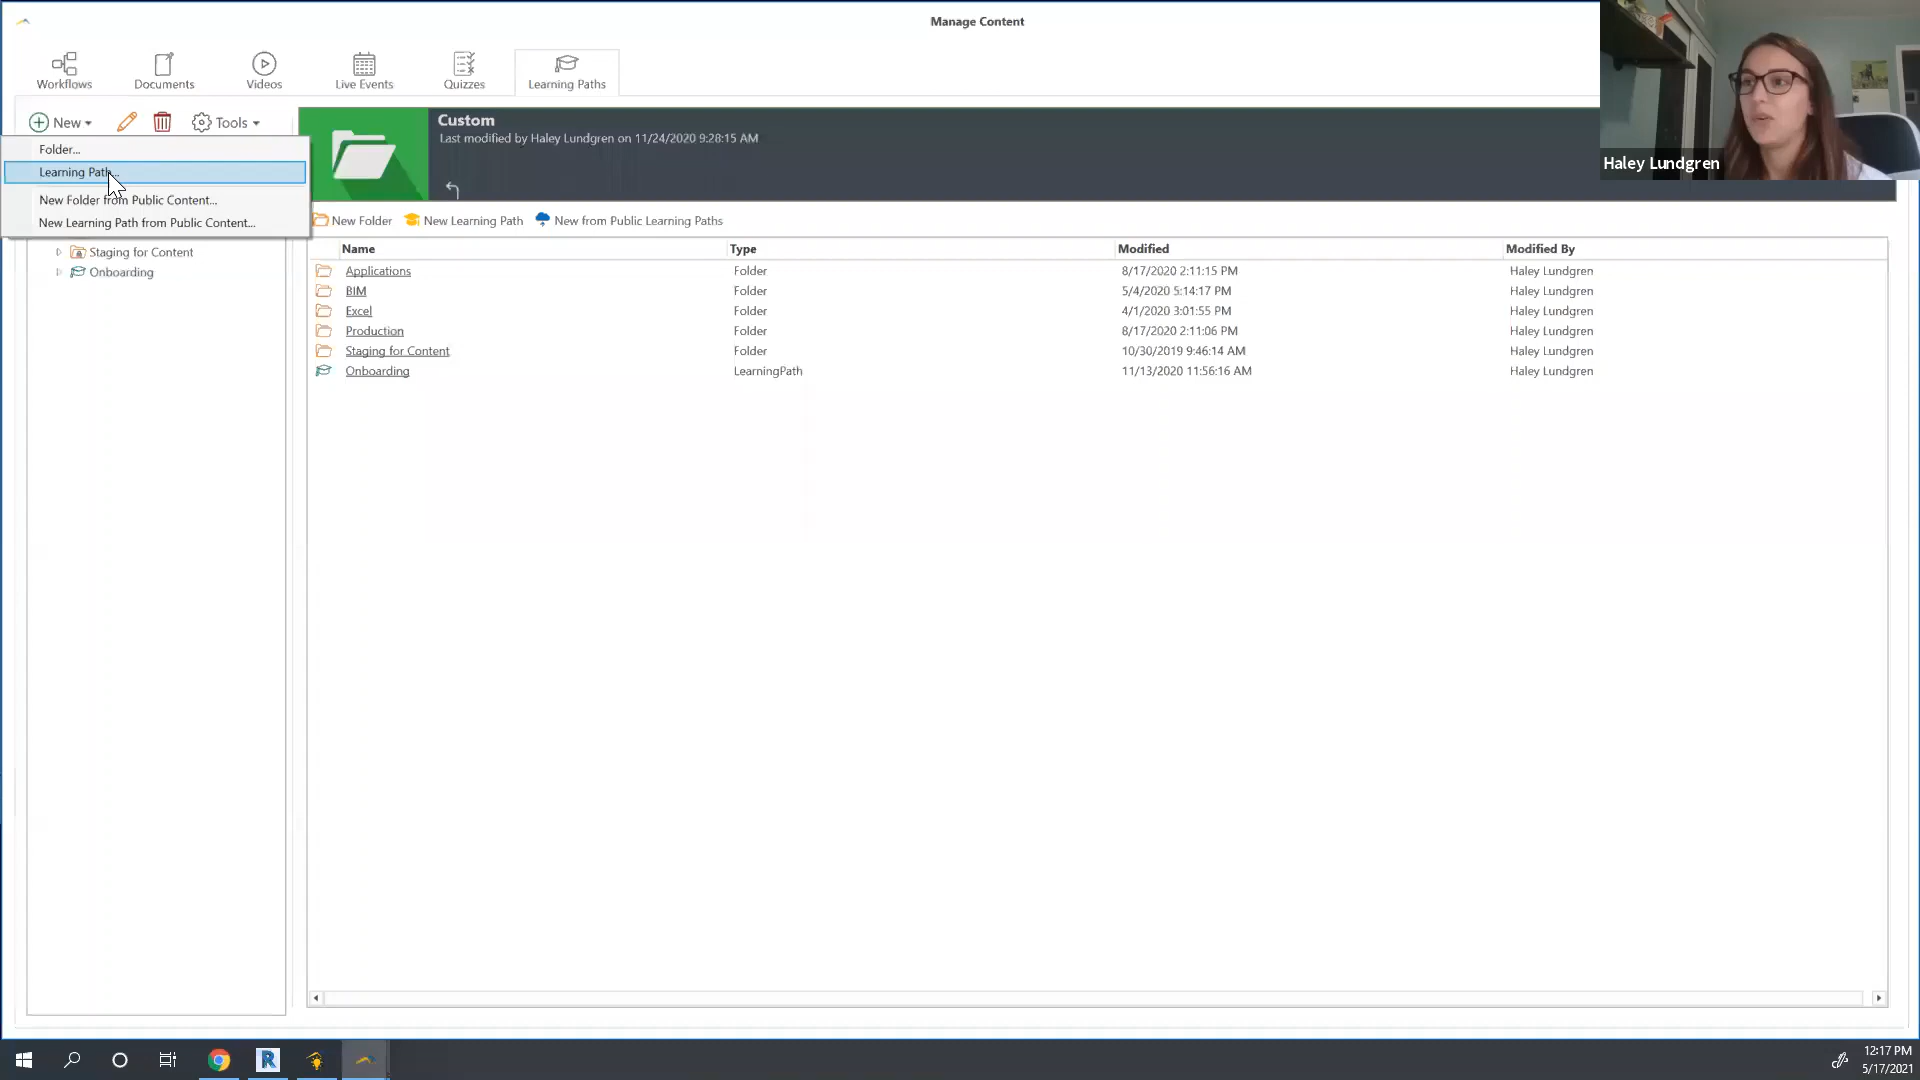 Manage Content
Workflows
Documents
Videos
Live Events
Quizzes
Learning Paths
New
Tools
Folder...
Learning Path...
New Folder from Public Content...
New Learning Path from Public Content...
Staging for Content
Onboarding
Custom
Last modified by Haley Lundgren on 11/24/2020 9:28:15 AM
New Folder
New Learning Path
New from Public Learning Paths
Name Type Modified Modified By
Applications Folder 8/17/2020 2:11:15 PM Haley Lundgren
BIM Folder 5/4/2020 5:14:17 PM Haley Lundgren
Excel Folder 4/1/2020 3:01:55 PM Haley Lundgren
Production Folder 8/17/2020 2:11:06 PM Haley Lundgren
Staging for Content Folder 10/30/2019 9:46:14 AM Haley Lundgren
Onboarding LearningPath 11/13/2020 11:56:16 AM Haley Lundgren
Haley Lundgren
R
12:17 PM
5/17/2021